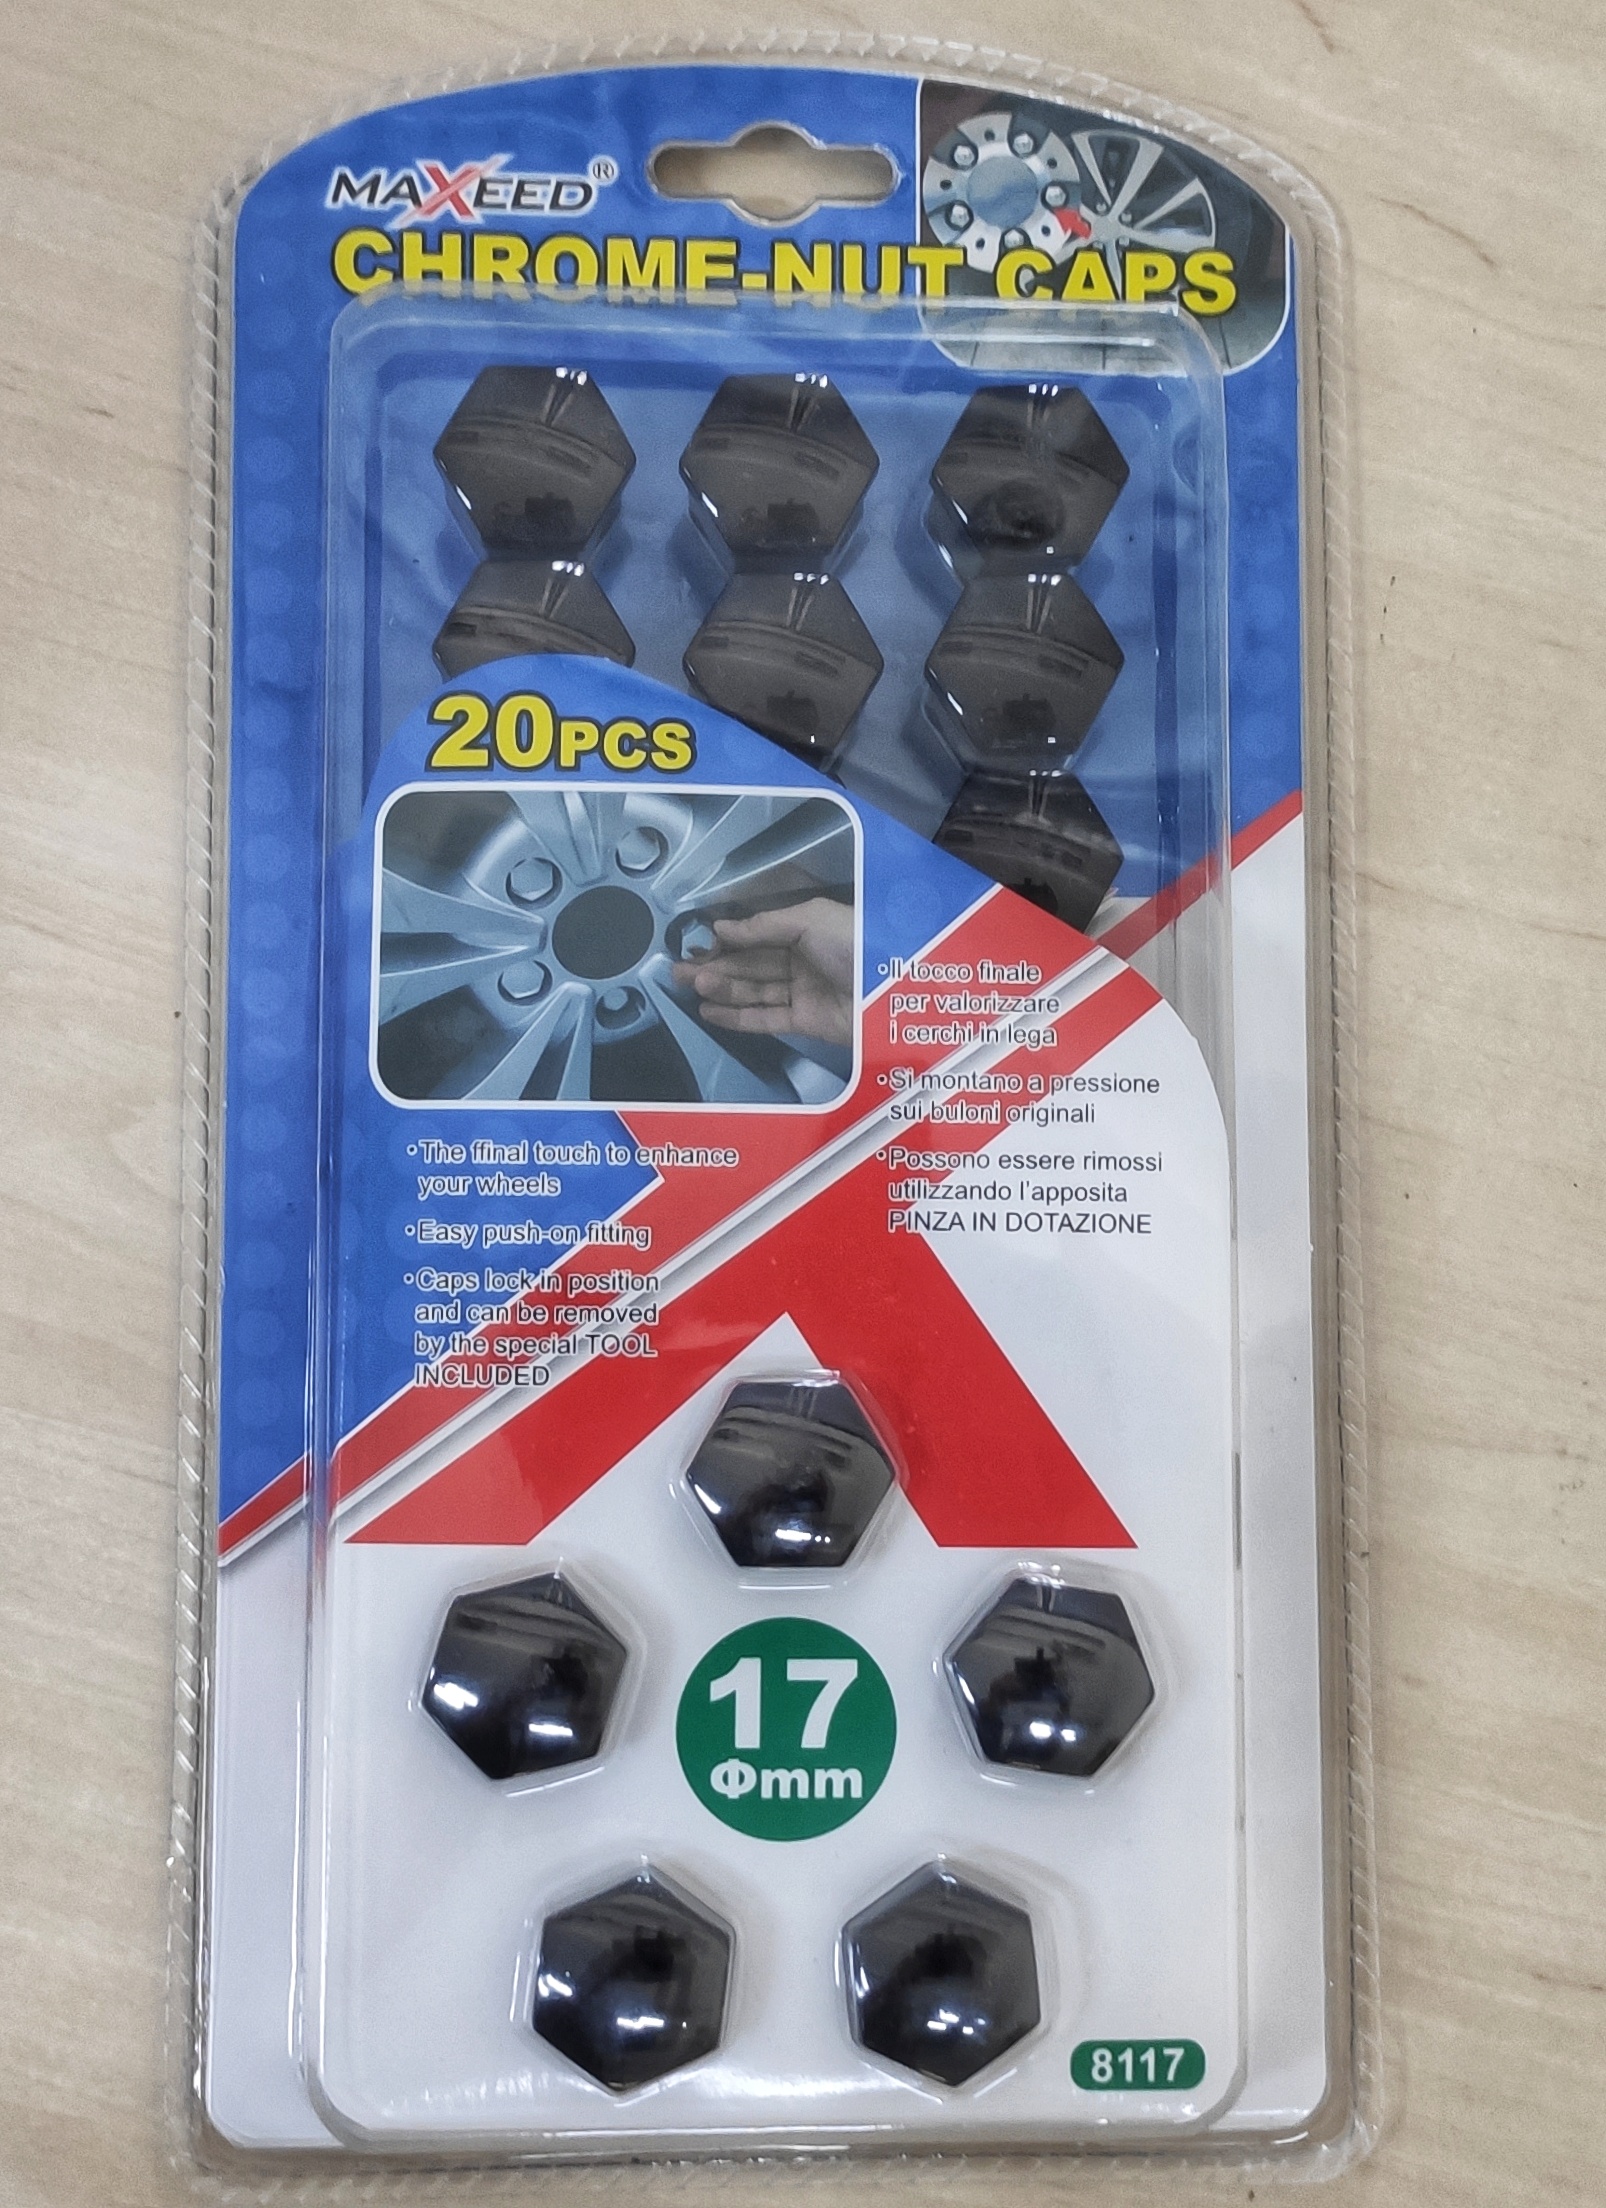 MAXEED®
CHROME-NUT CAPS
20PCS
•Il tocco finale
per valorizzare
i cerchi in lega
•Si montano a pressione
sui buloni originali
•Possono essere rimossi
utilizzando l'apposita
PINZA IN DOTAZIONE
•The ffinal touch to enhance
your wheels
•Easy push-on fitting
•Caps lock in position
and can be removed
by the special TOOL
INCLUDED
17
Φmm
8117